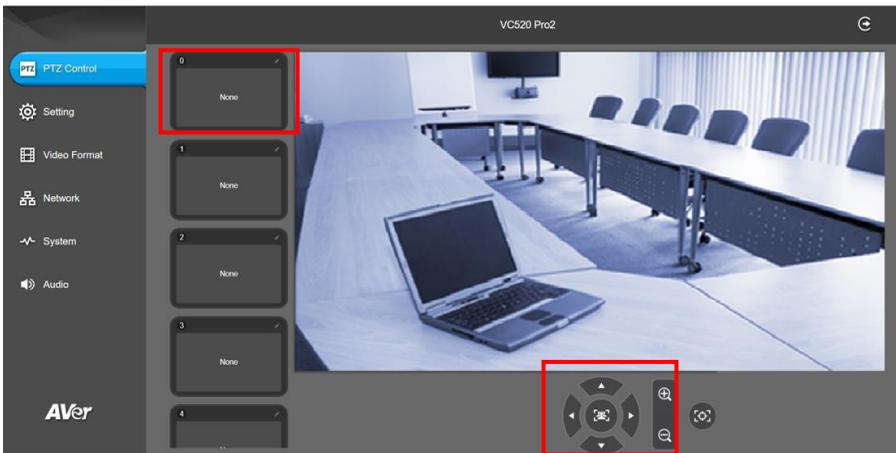 VC520 Pro2
PTZ PTZ Control
Setting
Video Format
Network
System
Audio
AVer
0
None
1
None
2
None
3
None
4